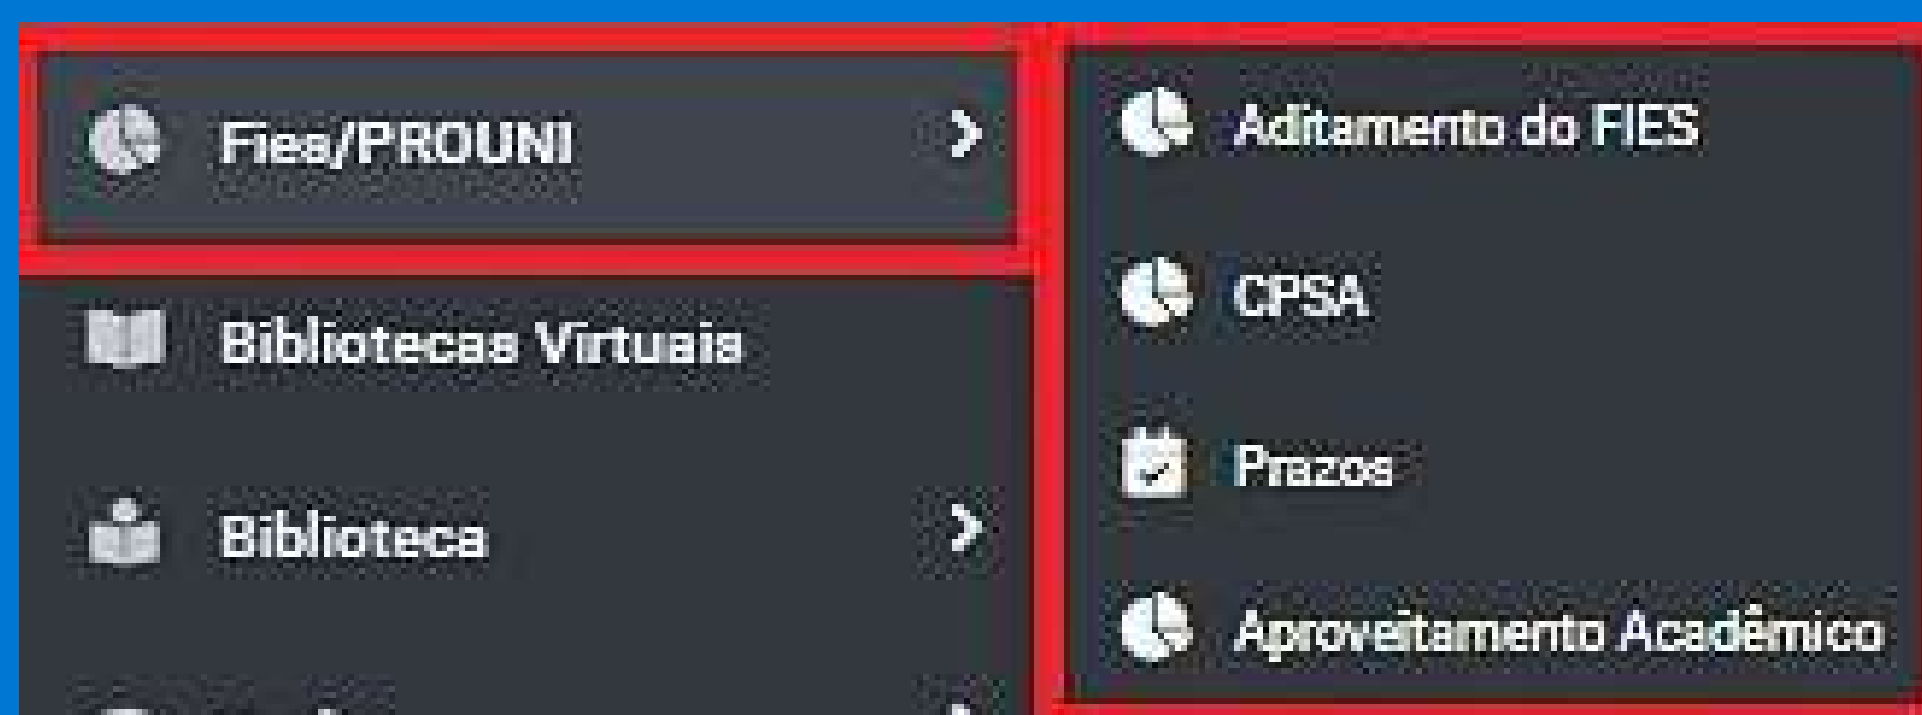 Fies/PROUNI
Bibliotecas Virtuais
Biblioteca
Aditamento do FIES
CPSA
Prazos
Aproveitamento Acadêmico